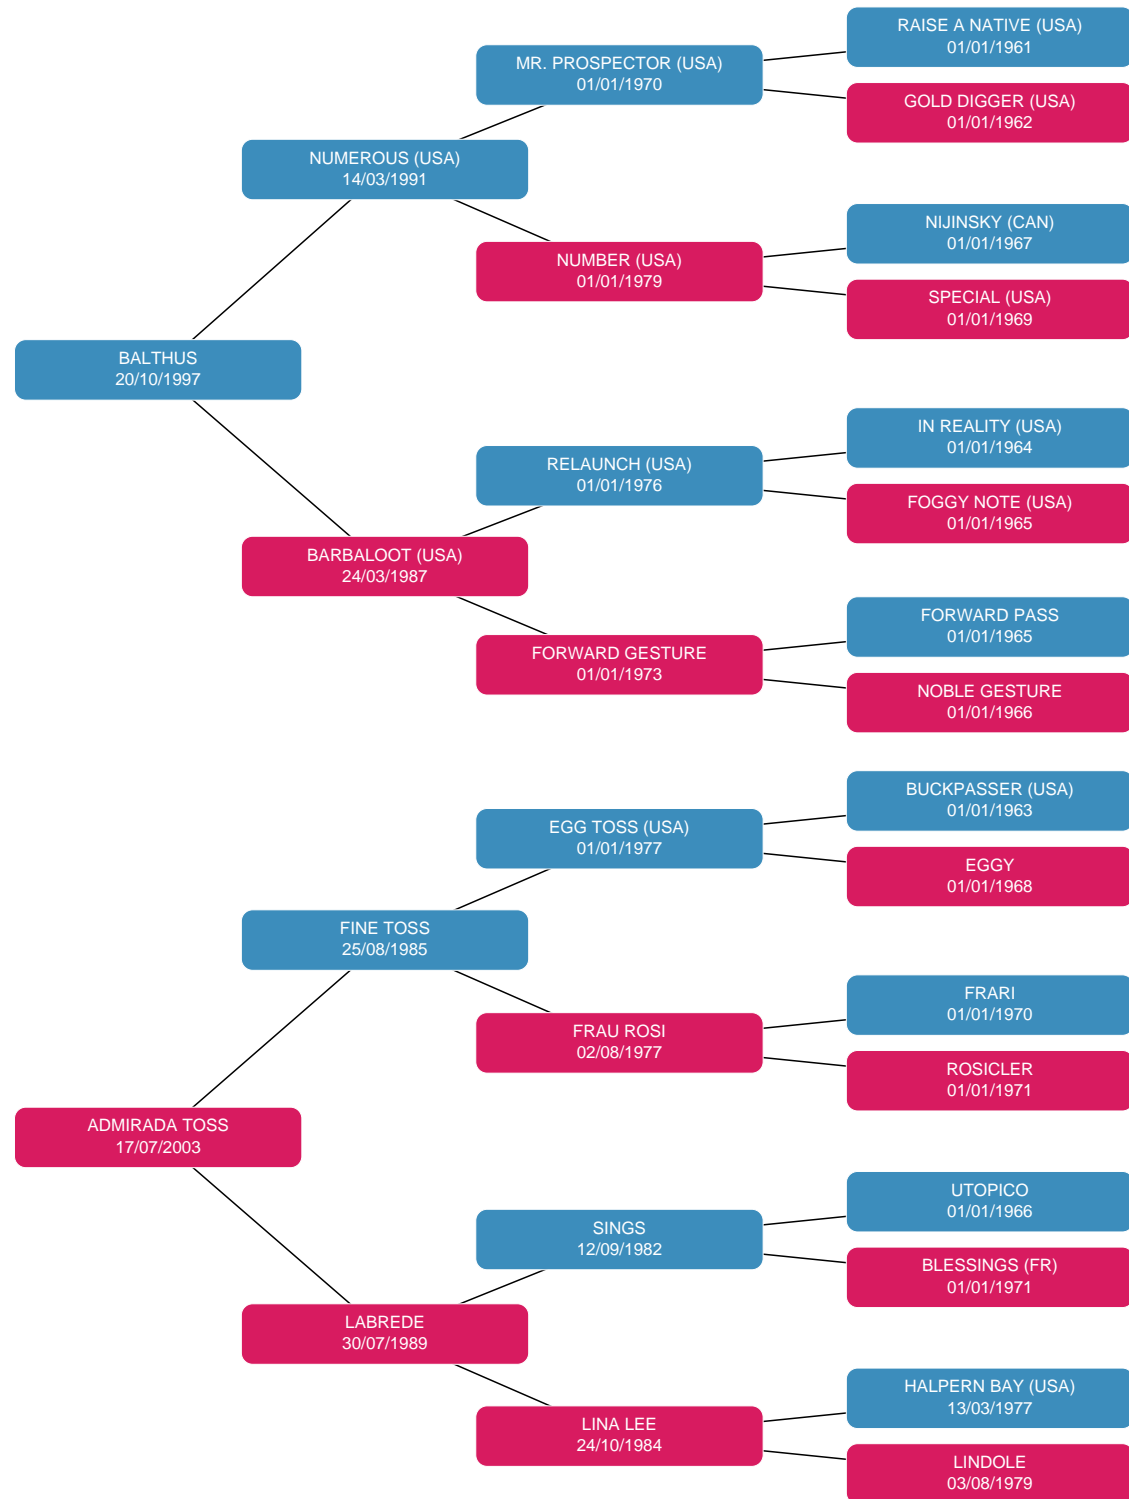 RAISE A NATIVE (USA)
01/01/1961
MR. PROSPECTOR (USA)
01/01/1970
GOLD DIGGER (USA)
01/01/1962
NUMEROUS (USA)
14/03/1991
NIJINSKY (CAN)
01/01/1967
NUMBER (USA)
01/01/1979
SPECIAL (USA)
01/01/1969
BALTHUS
20/10/1997
IN REALITY (USA)
01/01/1964
RELAUNCH (USA)
01/01/1976
FOGGY NOTE (USA)
01/01/1965
BARBALOOT (USA)
24/03/1987
FORWARD PASS
01/01/1965
FORWARD GESTURE
01/01/1973
NOBLE GESTURE
01/01/1966
BUCKPASSER (USA)
01/01/1963
EGG TOSS (USA)
01/01/1977
EGGY
01/01/1968
FINE TOSS
25/08/1985
FRARI
01/01/1970
FRAU ROSI
02/08/1977
ROSICLER
01/01/1971
ADMIRADA TOSS
17/07/2003
UTOPICO
01/01/1966
SINGS
12/09/1982
BLESSINGS (FR)
01/01/1971
LABREDE
30/07/1989
HALPERN BAY (USA)
13/03/1977
LINA LEE
24/10/1984
LINDOLE
03/08/1979